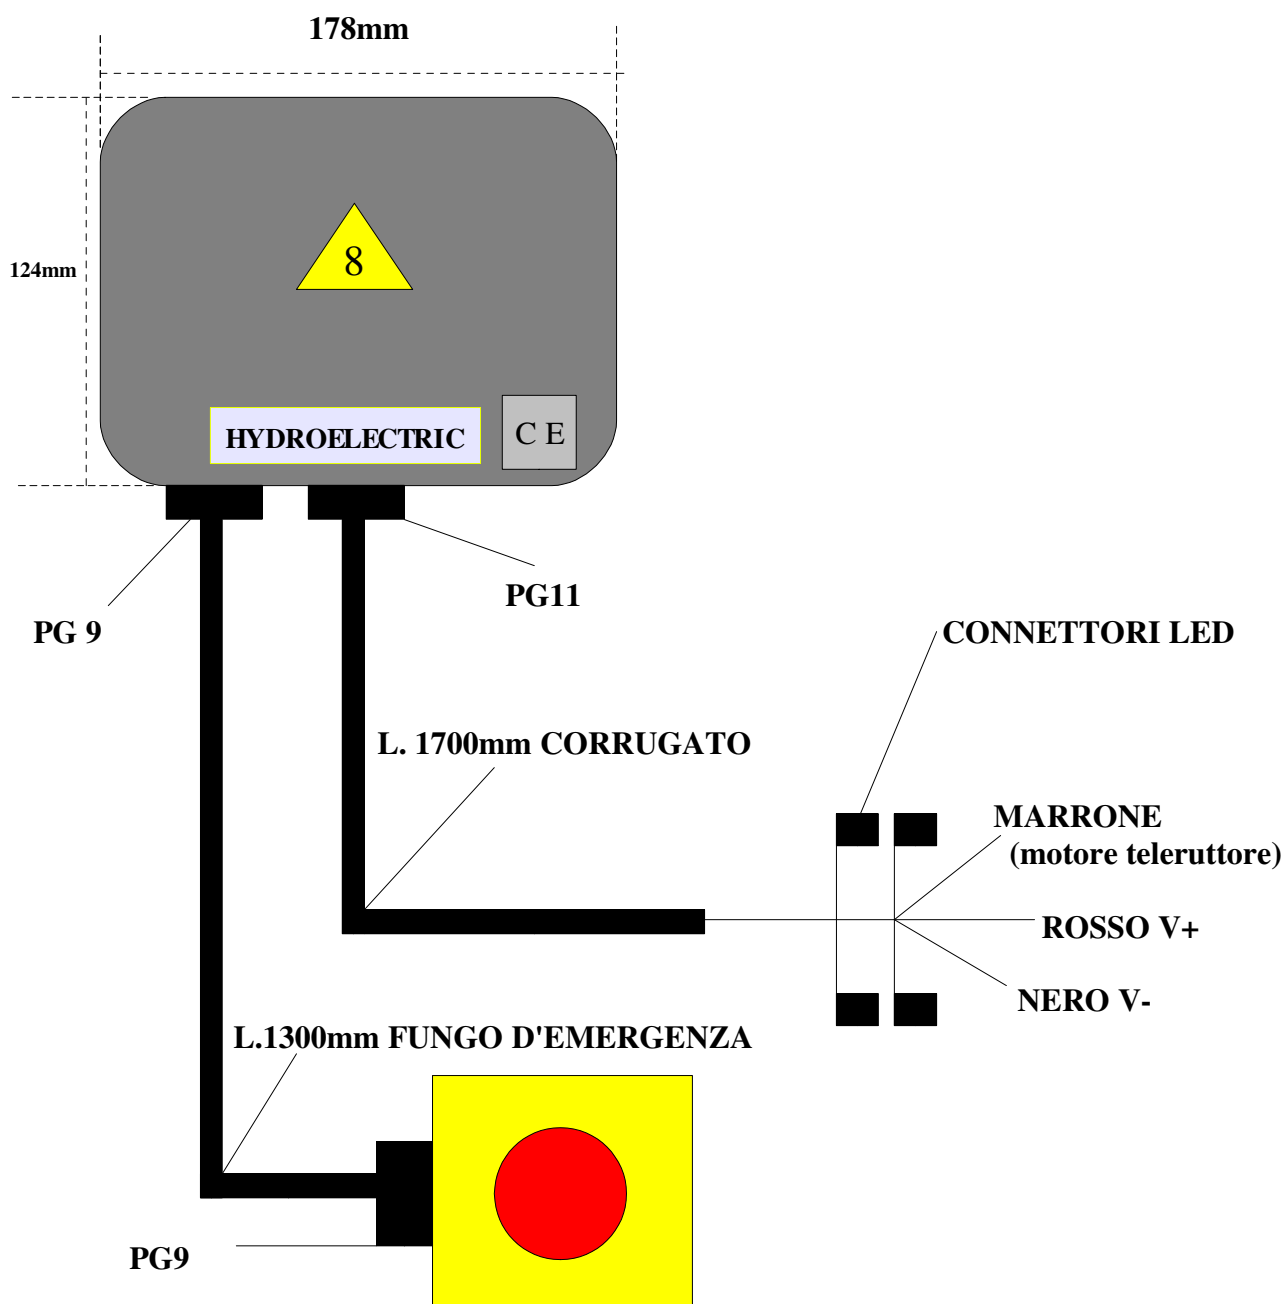 178mm
124mm
8
HYDROELECTRIC
C E
PG 9
PG11
CONNETTORI LED
L. 1700mm CORRUGATO
MARRONE
(motore teleruttore)
ROSSO V+
NERO V-
L.1300mm FUNGO D'EMERGENZA
PG9